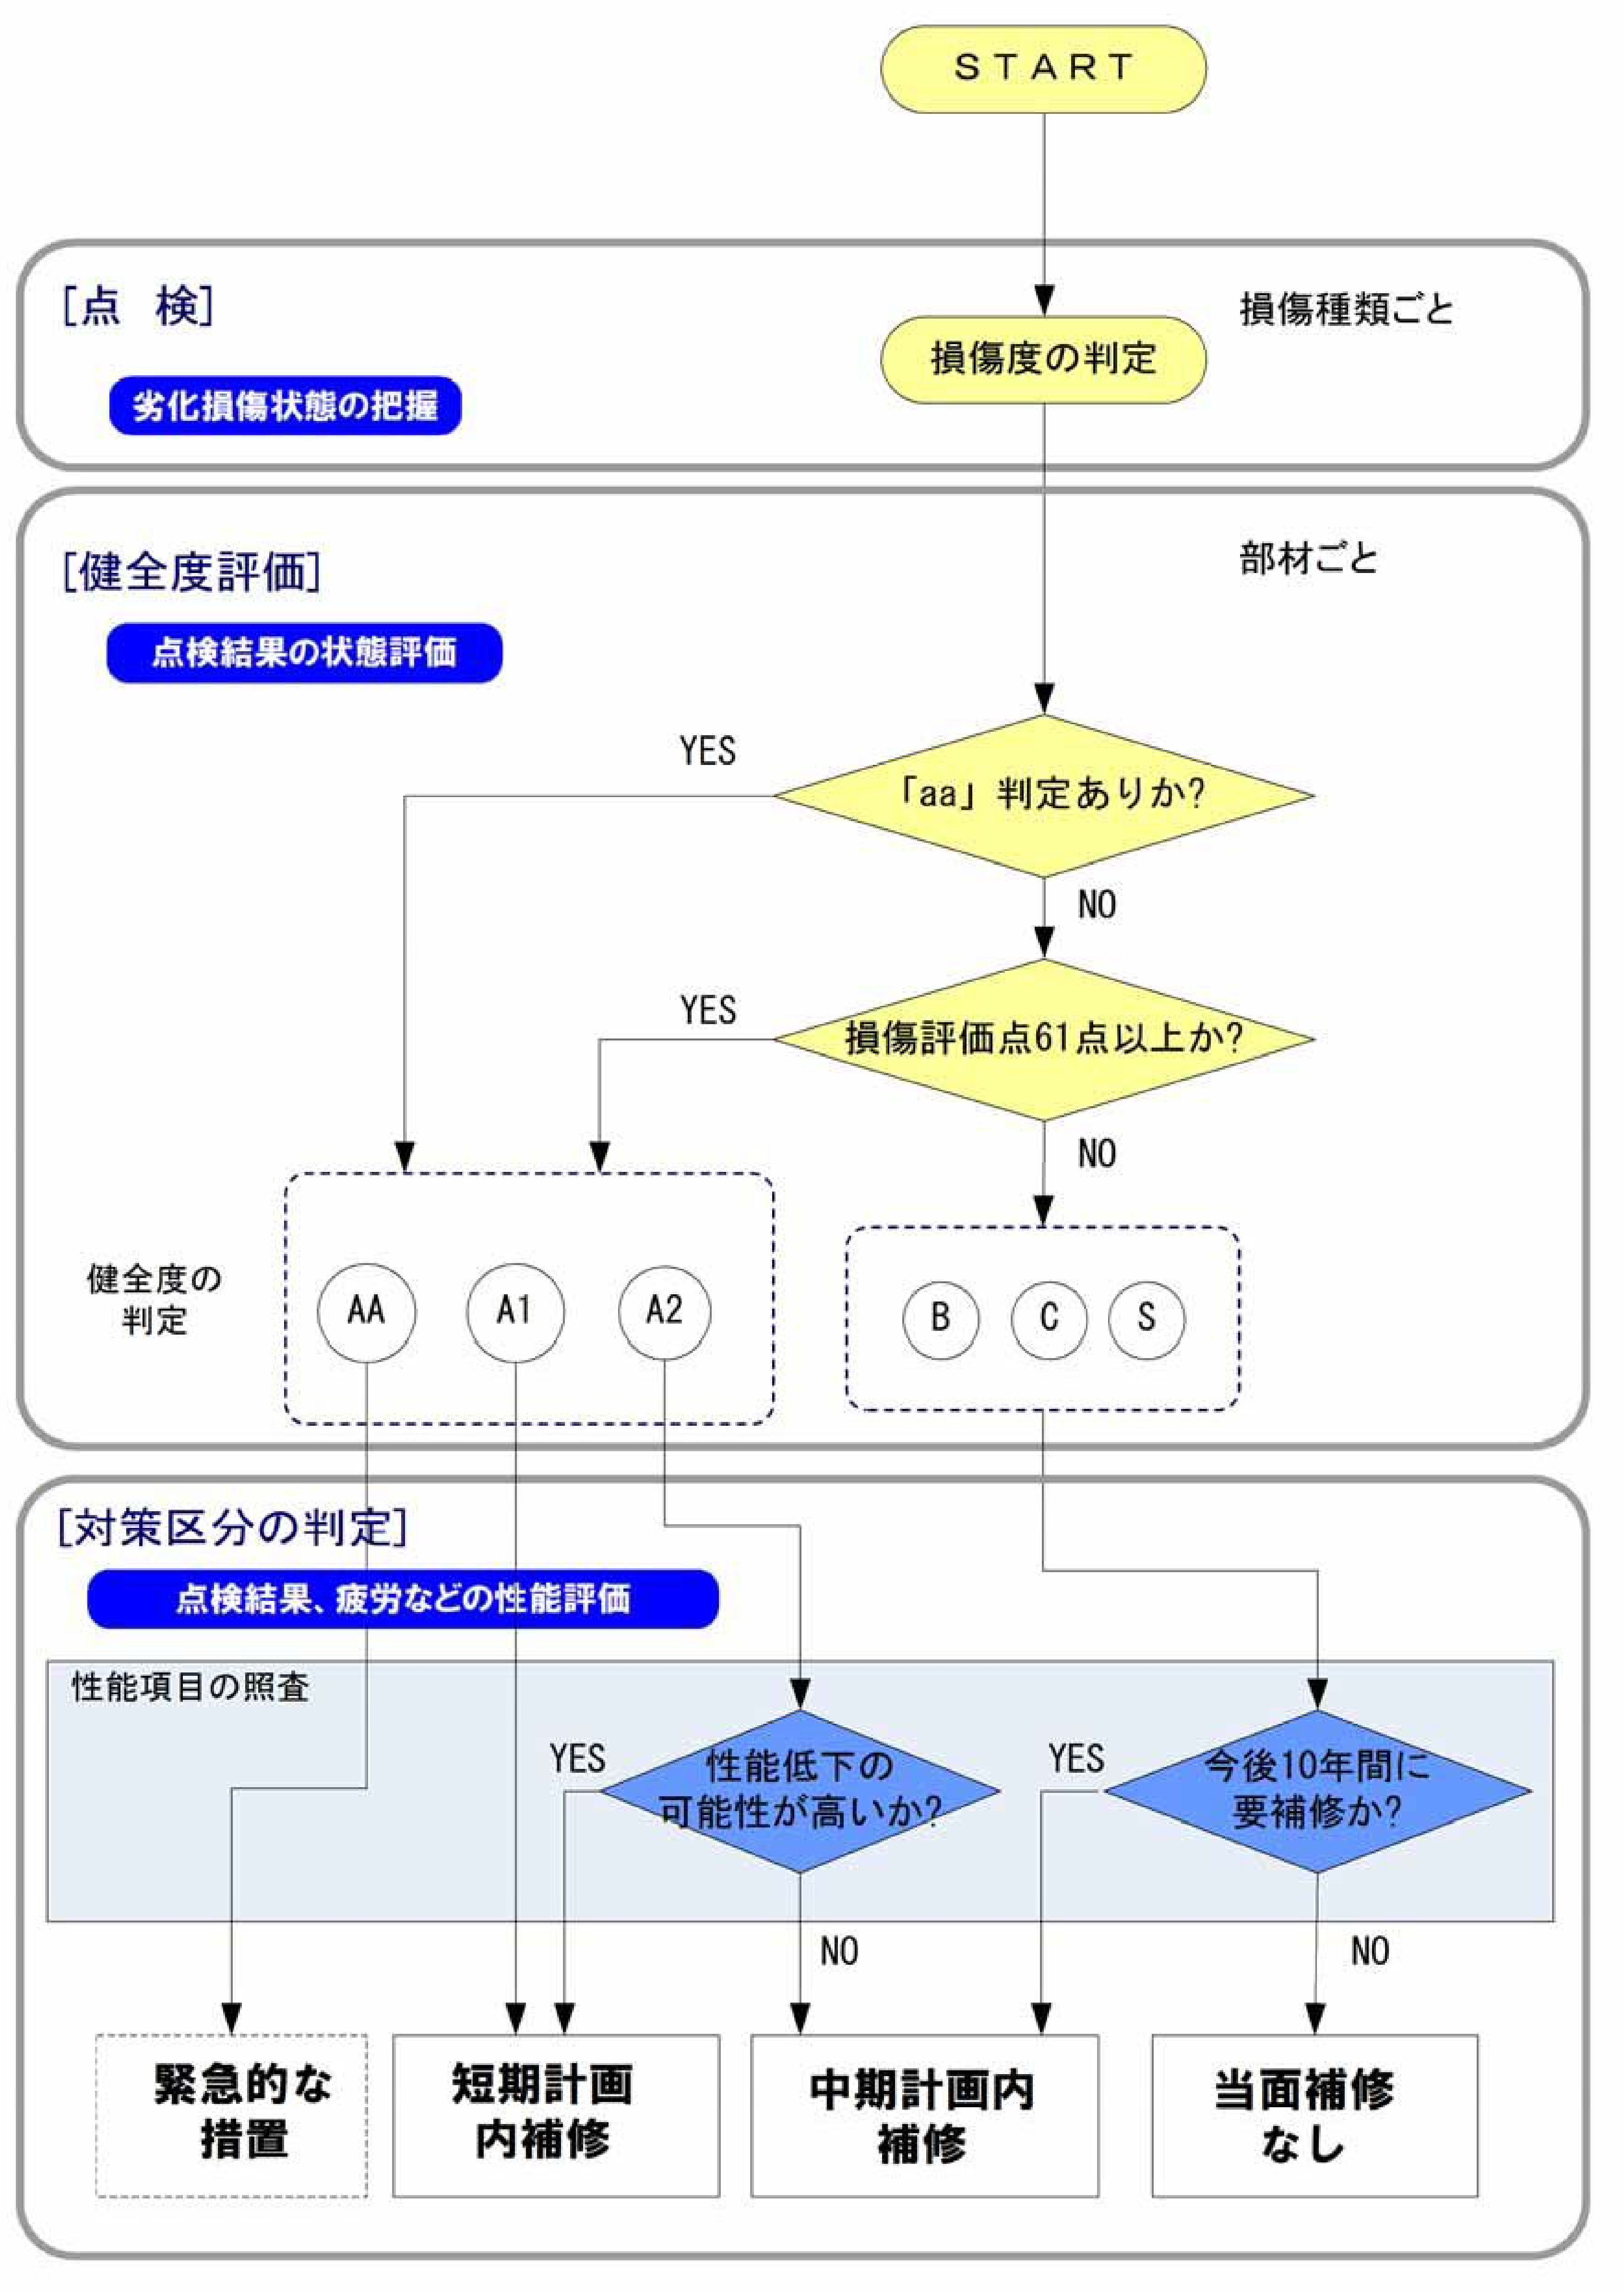 ＳＴＡＲＴ
[点　検]
損傷種類ごと
損傷度の判定
劣化損傷状態の把握
[健全度評価]
部材ごと
点検結果の状態評価
YES
「aa」判定ありか?
NO
YES
損傷評価点61点以上か?
NO
健全度の
判定
AA
A1
A2
B
C
S
[対策区分の判定]
点検結果、疲労などの性能評価
性能項目の照査
YES
性能低下の
可能性が高いか?
YES
今後10年間に
要補修か?
NO
NO
緊急的な
措置
短期計画
内補修
中期計画内
補修
当面補修
なし